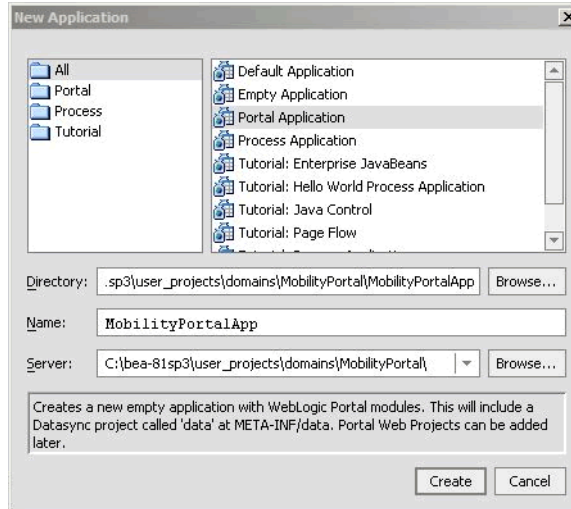 New Application
All
Portal
Process
Tutorial
Default Application
Empty Application
Portal Application
Process Application
Tutorial: Enterprise JavaBeans
Tutorial: Hello World Process Application
Tutorial: Java Control
Tutorial: Page Flow
Directory: .sp3\user_projects\domains\MobilityPortal\MobilityPortalApp Browse...
Name: MobilityPortalApp
Server: C:\bea-81sp3\user_projects\domains\MobilityPortal\ Browse...
Creates a new empty application with WebLogic Portal modules. This will include a
Datasync project called 'data' at META-INF/data. Portal Web Projects can be added
later.
Create Cancel